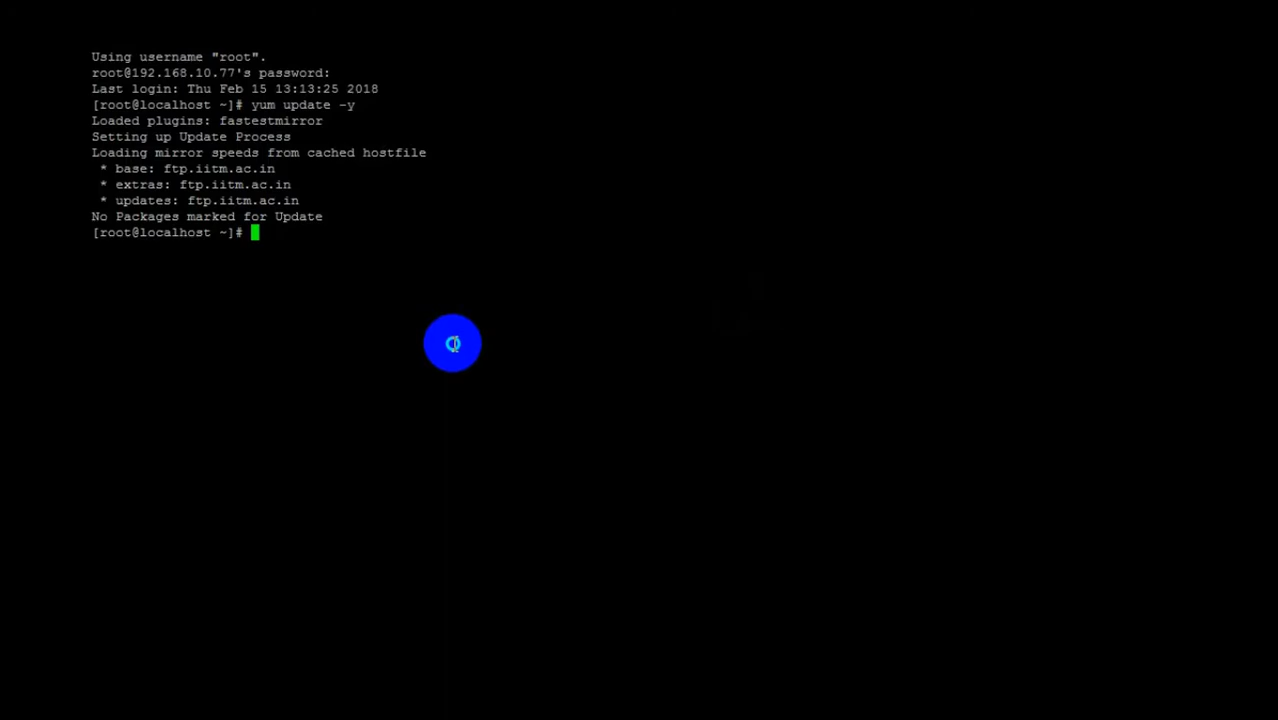 Using username "root".
root@192.168.10.77's password:
Last login: Thu Feb 15 13:13:25 2018
[root@localhost ~]# yum update -y
Loaded plugins: fastestmirror
Setting up Update Process
Loading mirror speeds from cached hostfile
 * base: ftp.iitm.ac.in
 * extras: ftp.iitm.ac.in
 * updates: ftp.iitm.ac.in
No Packages marked for Update
[root@localhost ~]#